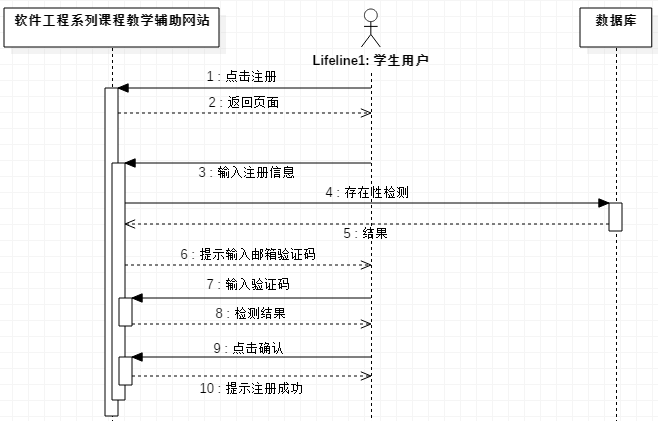 软件工程系列课程教学辅助网站
数据库
Lifeline1: 学生用户
1 : 点击注册
2 : 返回页面
3 : 输入注册信息
4 : 存在性检测
5 : 结果
6 : 提示输入邮箱验证码
7 : 输入验证码
8 : 检测结果
9 : 点击确认
10 : 提示注册成功